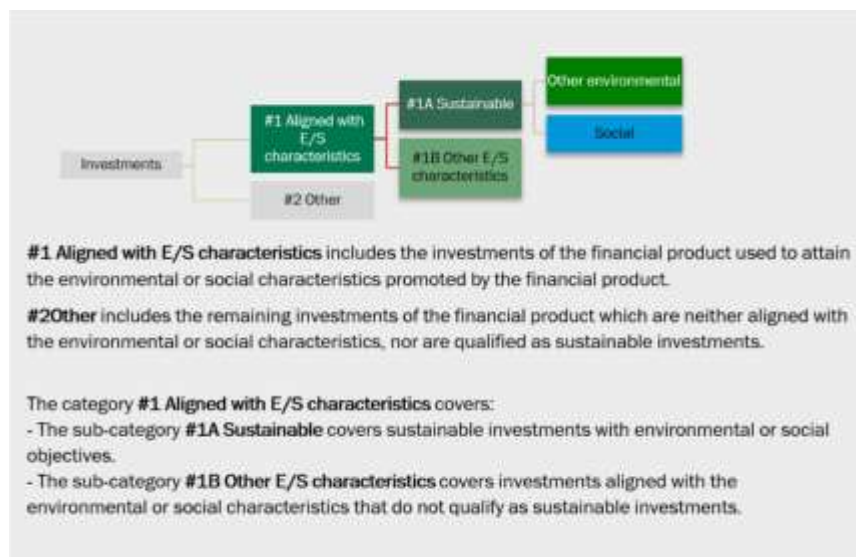 Other environmental
#1A Sustainable
#1 Aligned with
E/S
characteristics
Social
Investments
#1B Other E/S
characteristics
#2 Other
#1 Aligned with E/S characteristics includes the investments of the financial product used to attain
the environmental or social characteristics promoted by the financial product.
#2Other includes the remaining investments of the financial product which are neither aligned with
the environmental or social characteristics, nor are qualified as sustainable investments.
The category #1 Aligned with E/S characteristics covers:
- The sub-category #1A Sustainable covers sustainable investments with environmental or social
objectives.
- The sub-category #1B Other E/S characteristics covers investments aligned with the
environmental or social characteristics that do not qualify as sustainable investments.